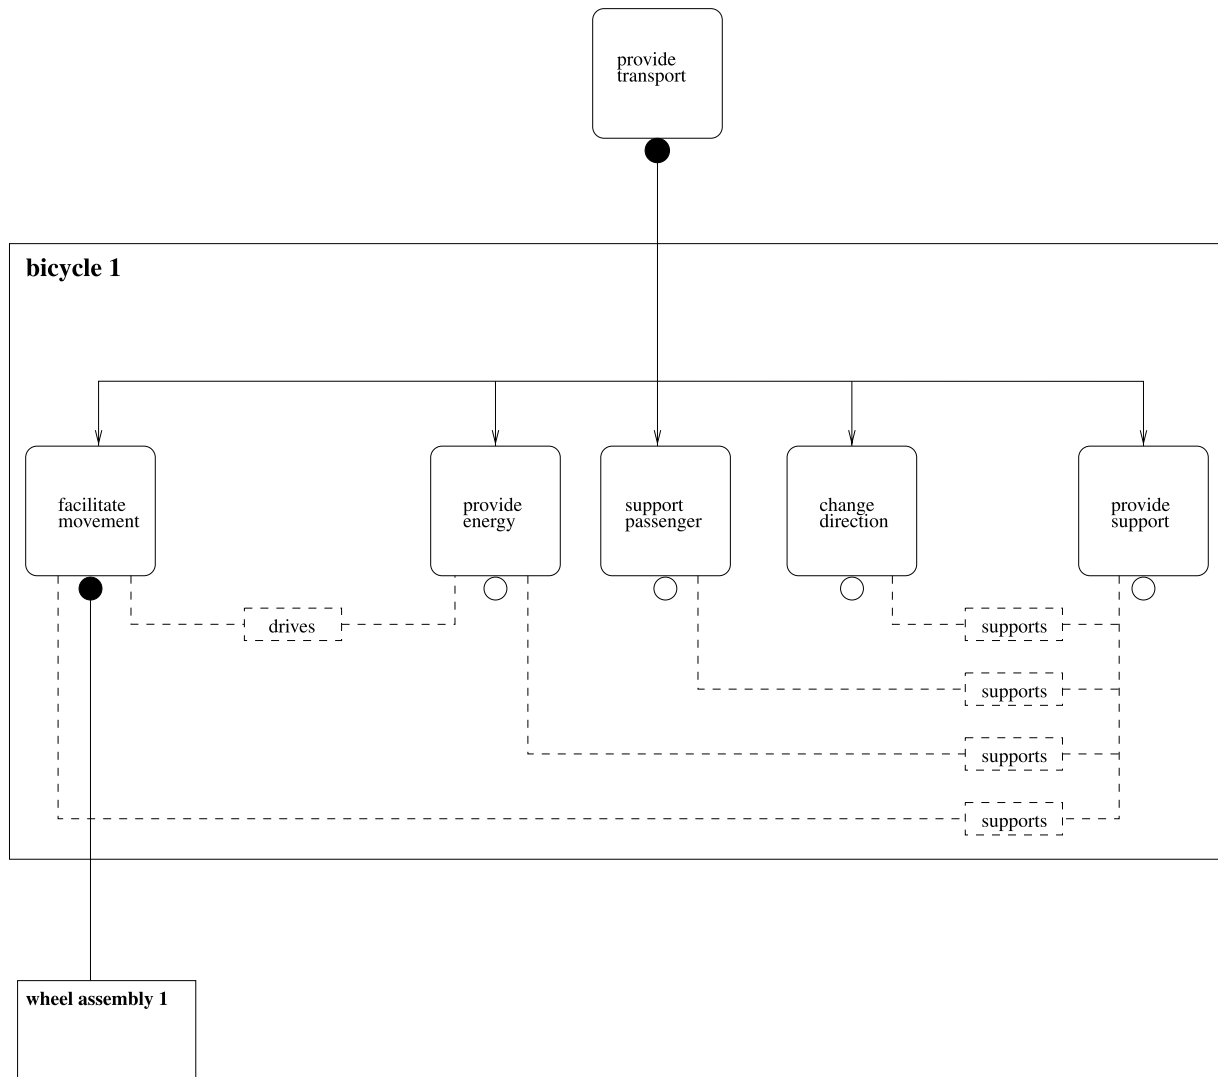 provide
transport
bicycle 1
facilitate
movement
provide
energy
support
passenger
change
direction
provide
support
drives
supports
supports
supports
supports
wheel assembly 1